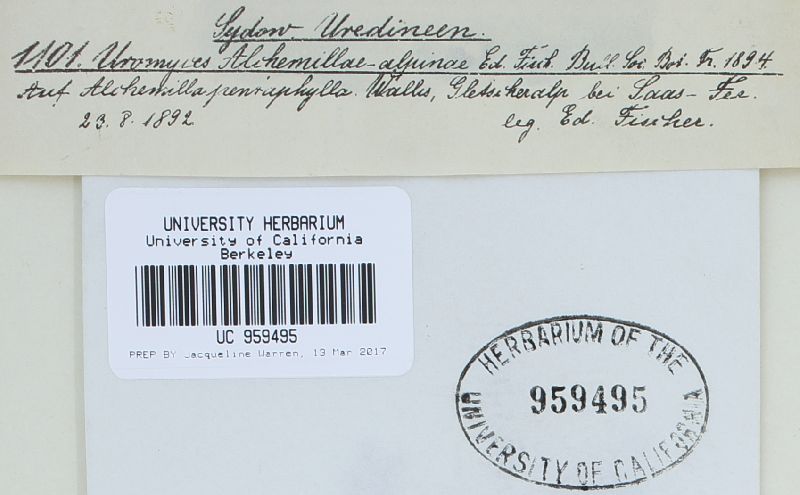 Sydow Uredineen.
1101. Uromyces Alchemillae-alpinae Ed. Fisch. Bull. Soc. Bot. Fr. 1894
Auf Alchemilla pentaphylla. Wallis, Gletscheralp bei Saas-Fee.
23. 8. 1892
leg. Ed. Fischer.
UNIVERSITY HERBARIUM
University of California
Berkeley
UC 959495
PREP BY Jacqueline Warren, 13 Mar 2017
HERBARIUM OF THE
959495
UNIVERSITY OF CALIFORNIA